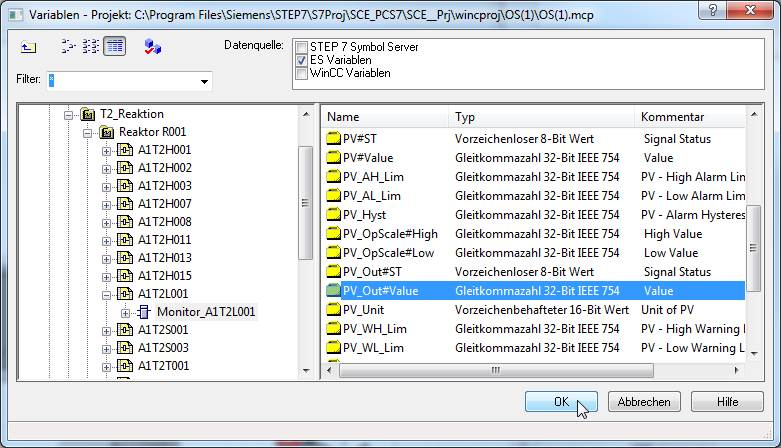 Variablen - Projekt: C:\Program Files\Siemens\STEP7\S7Proj\SCE_PCS7\SCE__Prj\wincproj\OS(1)\OS(1).mcp
Datenquelle:
STEP 7 Symbol Server
ES Variablen
WinCC Variablen
Filter: *
T2_Reaktion
Reaktor R001
A1T2H001
A1T2H002
A1T2H003
A1T2H007
A1T2H008
A1T2H011
A1T2H013
A1T2H015
A1T2L001
Monitor_A1T2L001
A1T2S001
A1T2S003
A1T2T001
Name Typ Kommentar
PV#ST Vorzeichenloser 8-Bit Wert Signal Status
PV#Value Gleitkommazahl 32-Bit IEEE 754 Value
PV_AH_Lim Gleitkommazahl 32-Bit IEEE 754 PV - High Alarm Lim
PV_AL_Lim Gleitkommazahl 32-Bit IEEE 754 PV - Low Alarm Lim
PV_Hyst Gleitkommazahl 32-Bit IEEE 754 PV - Alarm Hysteres
PV_OpScale#High Gleitkommazahl 32-Bit IEEE 754 High Value
PV_OpScale#Low Gleitkommazahl 32-Bit IEEE 754 Low Value
PV_Out#ST Vorzeichenloser 8-Bit Wert Signal Status
PV_Out#Value Gleitkommazahl 32-Bit IEEE 754 Value
PV_Unit Vorzeichenbehafteter 16-Bit Wert Unit of PV
PV_WH_Lim Gleitkommazahl 32-Bit IEEE 754 PV - High Warning L
PV_WL_Lim Gleitkommazahl 32-Bit IEEE 754 PV - Low Warning L
OK Abbrechen Hilfe